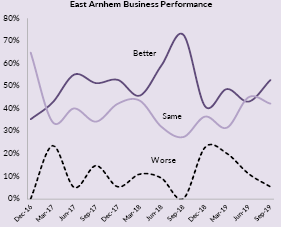 East Arnhem Business Performance
80%
70%
60%
50%
40%
30%
20%
10%
0%
Better
Same
Worse
Dec-16
Mar-17
Jun-17
Sep-17
Dec-17
Mar-18
Jun-18
Sep-18
Dec-18
Mar-19
Jun-19
Sep-19